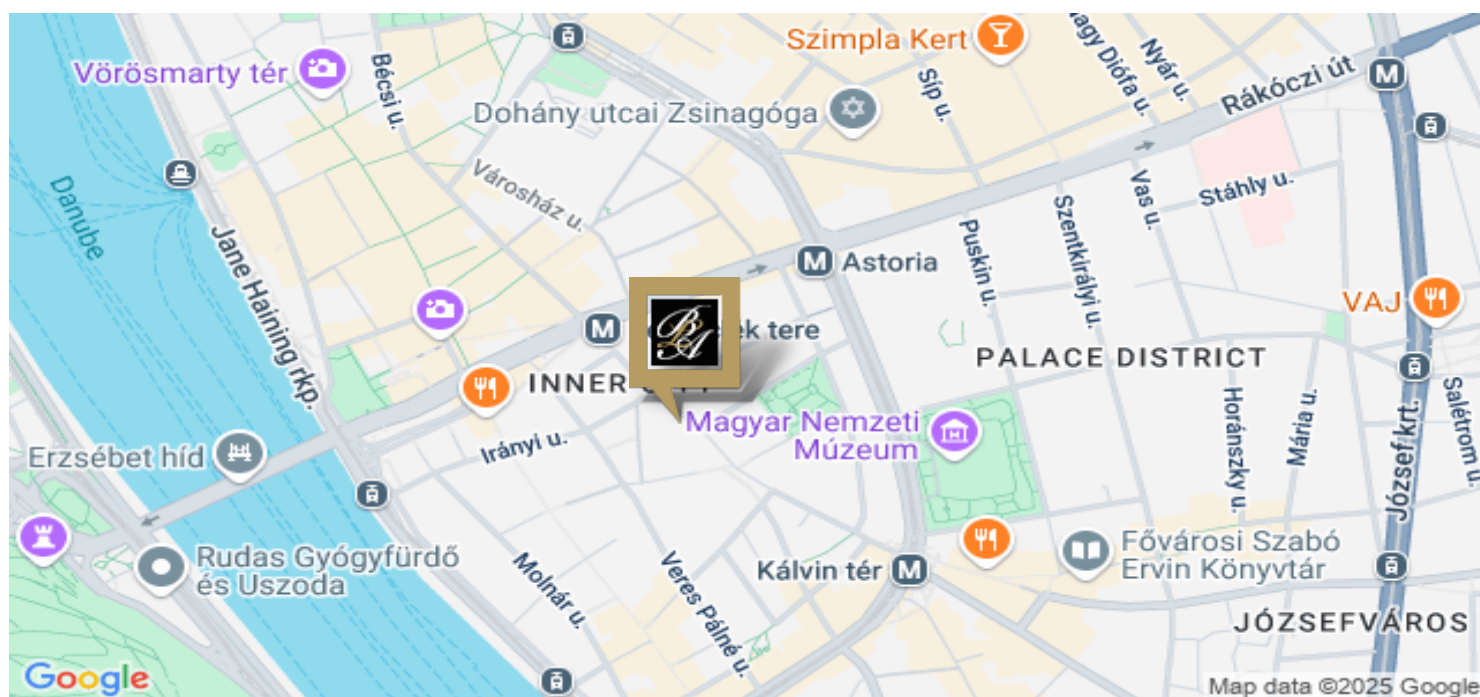 Szimpla Kert
Nagy Diófa u.
Nyár u.
Vörösmarty tér
Bécsi u.
Síp u.
Rákóczi út
M
Dohány utcai Zsinagóga
Városház u.
Vas u.
Stáhly u.
Danube
Jane Haining rkp.
M Astoria
Puskin u.
Szentkirályi u.
VAJ
M
tere
BA
INNER
PALACE DISTRICT
Magyar Nemzeti
Múzeum
Horánszky u.
Mária u.
József krt.
Salétrom u.
Irányi u.
Erzsébet híd
Rudas Gyógyfürdő
és Uszoda
Molnár u.
Veres Pálné u.
Kálvin tér M
Fővárosi Szabó
Ervin Könyvtár
JÓZSEFVÁROS
Google
Map data ©2025 Google